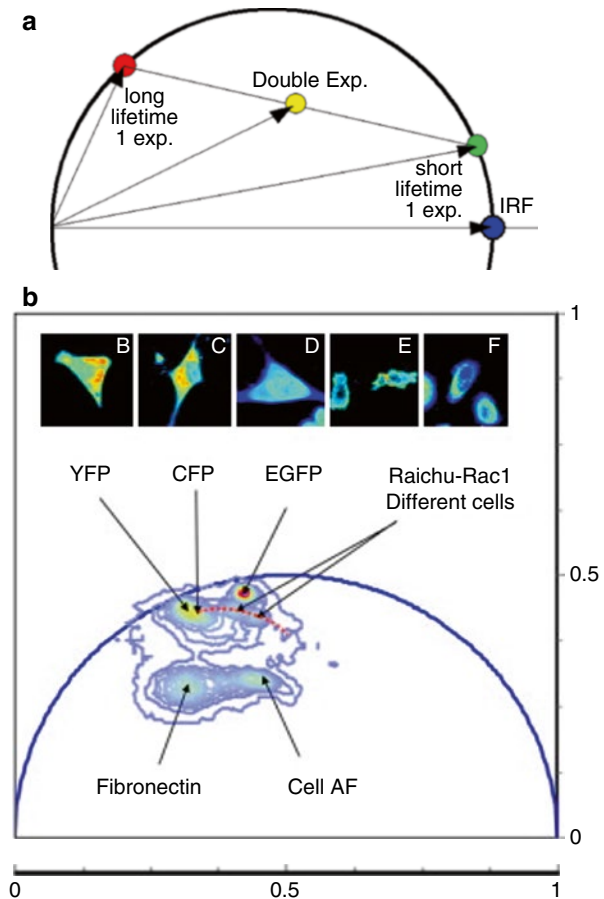 a
Double Exp.
long
lifetime
1 exp.
short
lifetime
1 exp.
IRF
b
1
B
C
D
E
F
YFP
CFP
EGFP
Raichu-Rac1
Different cells
0.5
Fibronectin
Cell AF
0
0
0.5
1